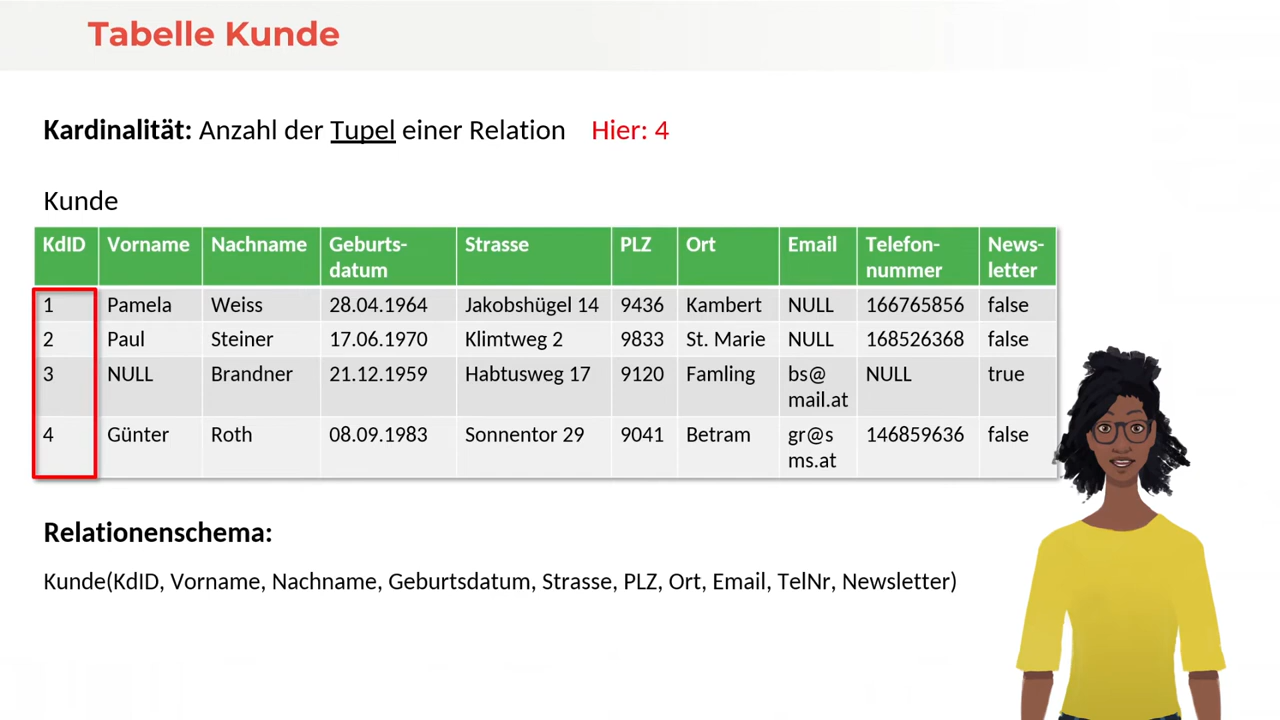 Tabelle Kunde
Kardinalität: Anzahl der Tupel einer Relation Hier: 4
Kunde
KdID Vorname Nachname Geburts-datum Strasse PLZ Ort Email Telefon-nummer News-letter
1 Pamela Weiss 28.04.1964 Jakobshügel 14 9436 Kambert NULL 166765856 false
2 Paul Steiner 17.06.1970 Klimtweg 2 9833 St. Marie NULL 168526368 false
3 NULL Brandner 21.12.1959 Habtusweg 17 9120 Famling bs@ NULL true
mail.at
4 Günter Roth 08.09.1983 Sonnentor 29 9041 Betram gr@s 146859636 false
ms.at
Relationenschema:
Kunde(KdID, Vorname, Nachname, Geburtsdatum, Strasse, PLZ, Ort, Email, TelNr, Newsletter)